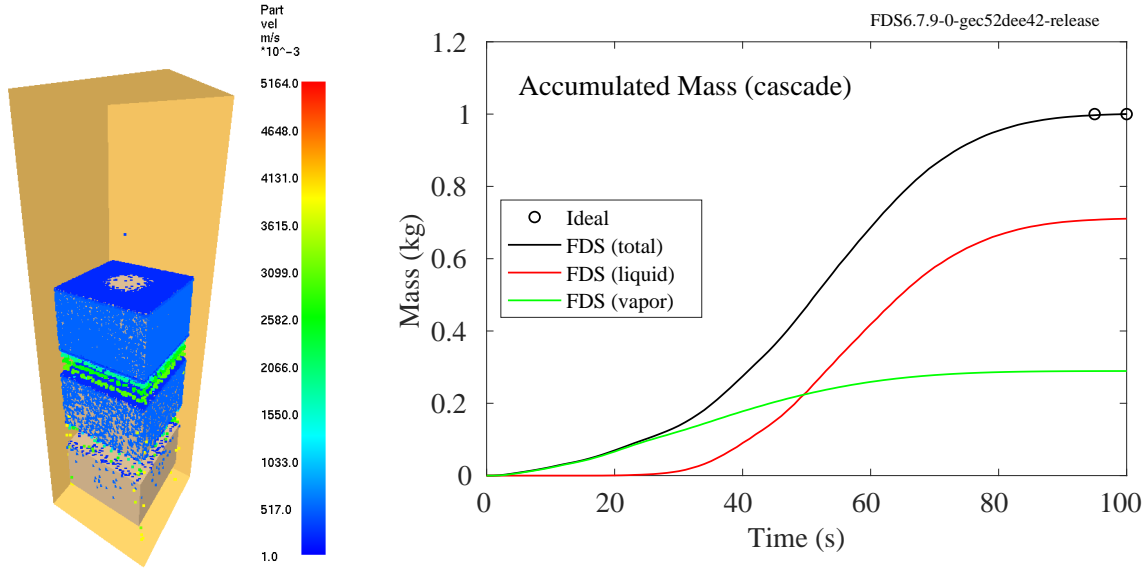 Part
vel
m/s
*10^-3
5164.0
4648.0
4131.0
3615.0
3099.0
2582.0
2066.0
1550.0
1033.0
517.0
1.0
FDS6.7.9-0-gec52dee42-release
Accumulated Mass (cascade)
Mass (kg)
1.2
1
0.8
0.6
0.4
0.2
0
Ideal
FDS (total)
FDS (liquid)
FDS (vapor)
0 20 40 60 80 100
Time (s)